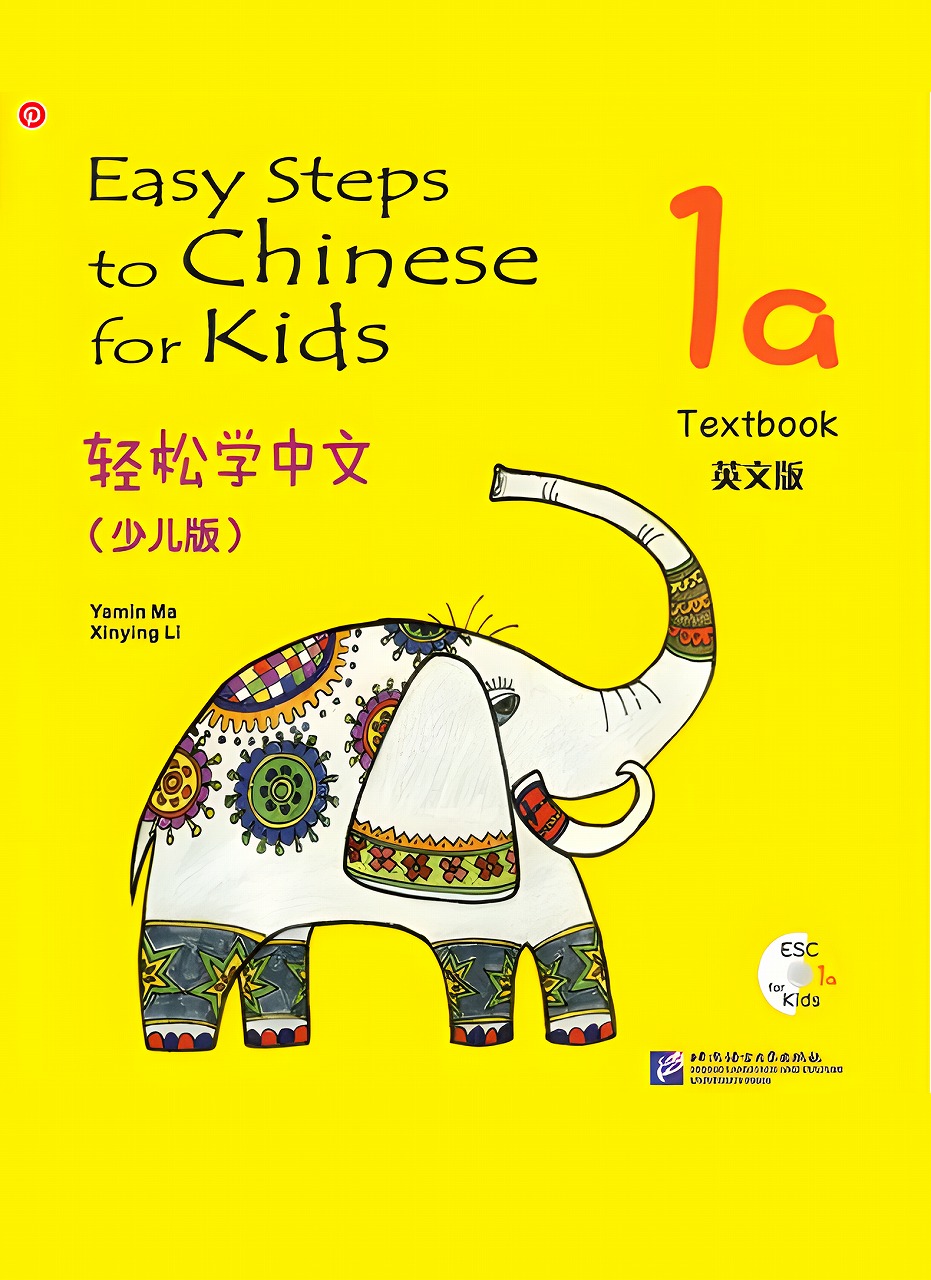 Easy Steps
to Chinese
for Kids
1a
Textbook
英文版
轻松学中文
（少儿版）
Yamin Ma
Xinying Li
ESC
1a
for
Kids